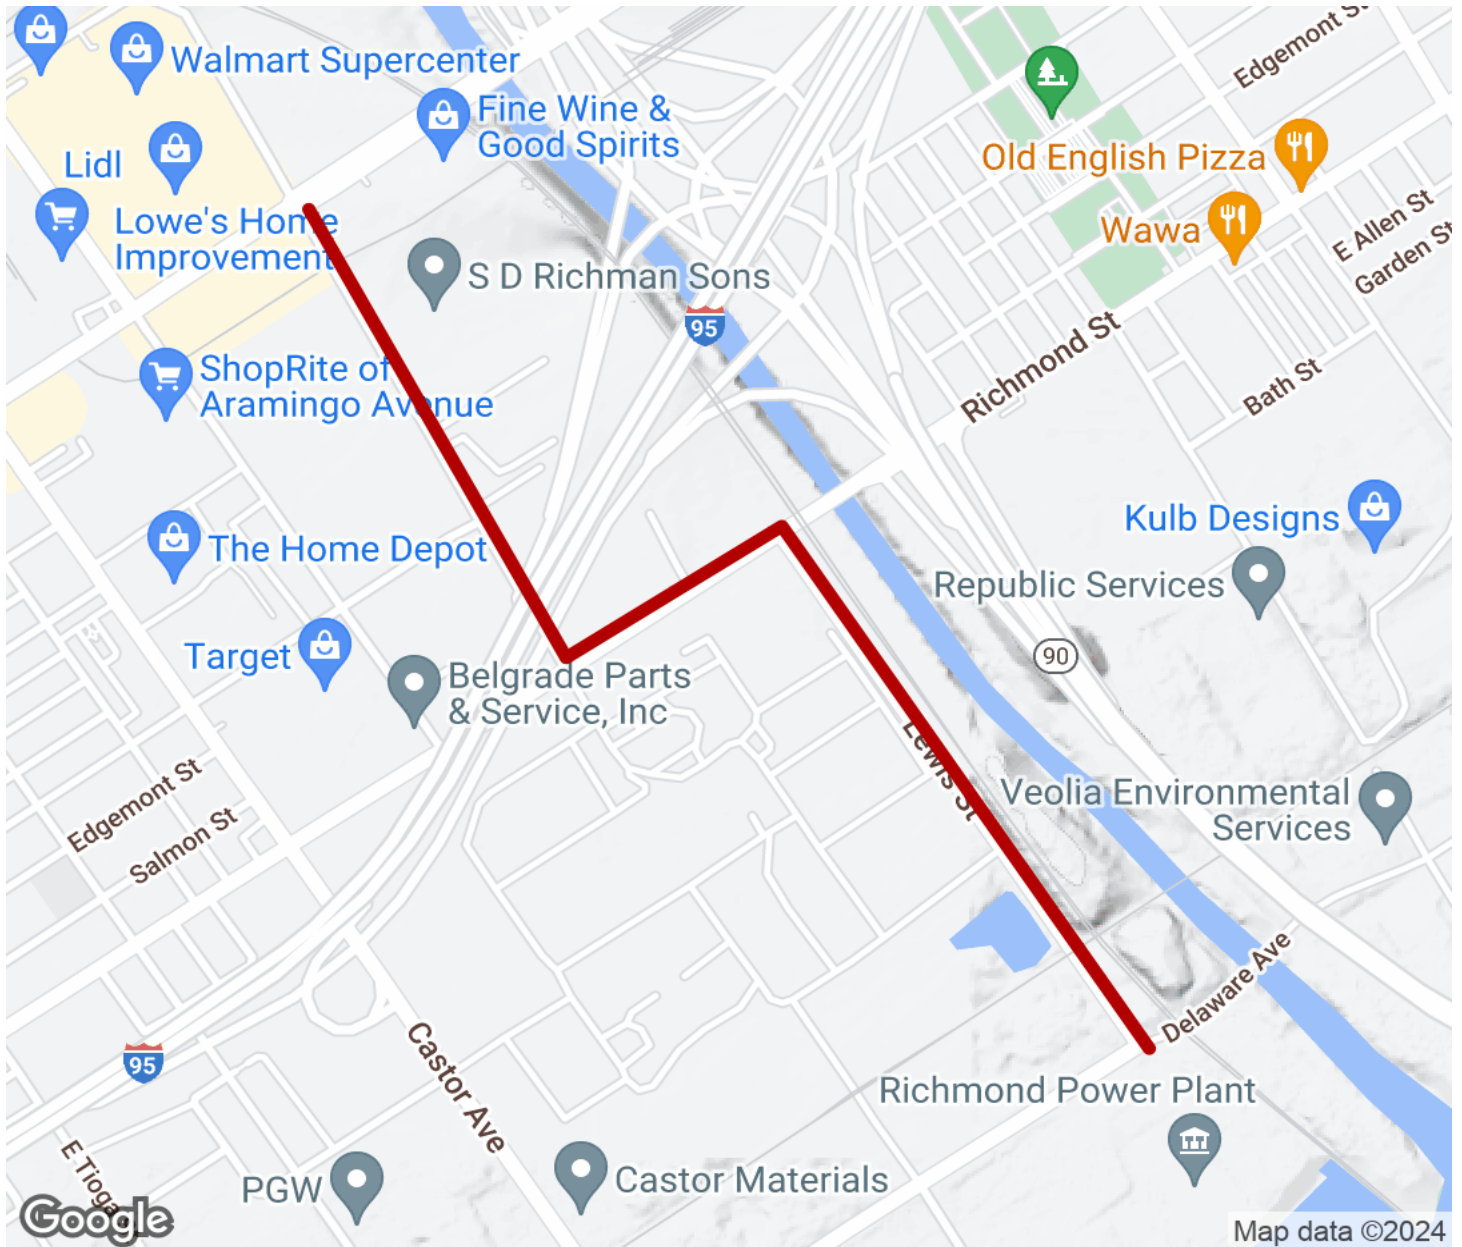 Walmart Supercenter
Fine Wine &
Good Spirits
Edgemont St
Lidl
Old English Pizza
Lowe's Home
Improvement
Wawa
E Allen St
Garden St
S D Richman Sons
95
Richmond St
ShopRite of
Aramingo Avenue
Bath St
Kulb Designs
The Home Depot
Republic Services
Target
90
Belgrade Parts
& Service, Inc
Lewis St
Edgemont St
Salmon St
Veolia Environmental
Services
Delaware Ave
95
Castor Ave
Richmond Power Plant
E Tioga
PGW
Castor Materials
Google
Map data ©2024